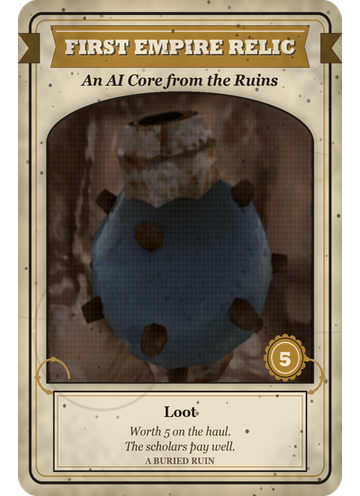 FIRST EMPIRE RELIC
An AI Core from the Ruins
5
Loot
Worth 5 on the haul.
The scholars pay well.
A BURIED RUIN